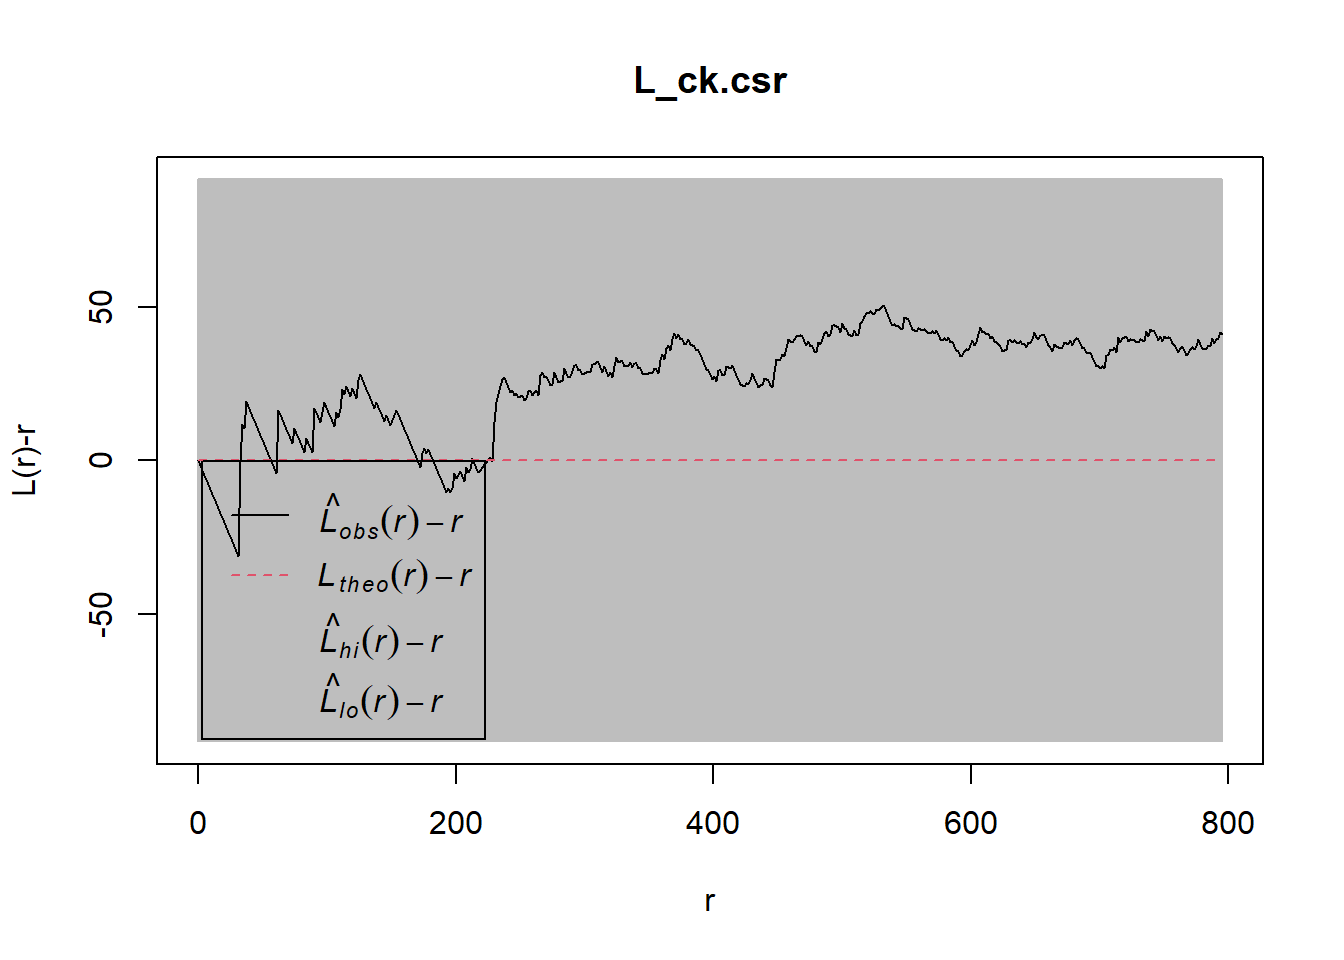 L_ck.csr
L(r)-r
50
0
-50
L̂obs(r) − r
Ltheo(r) − r
L̂hi(r) − r
L̂lo(r) − r
0 200 400 600 800
r